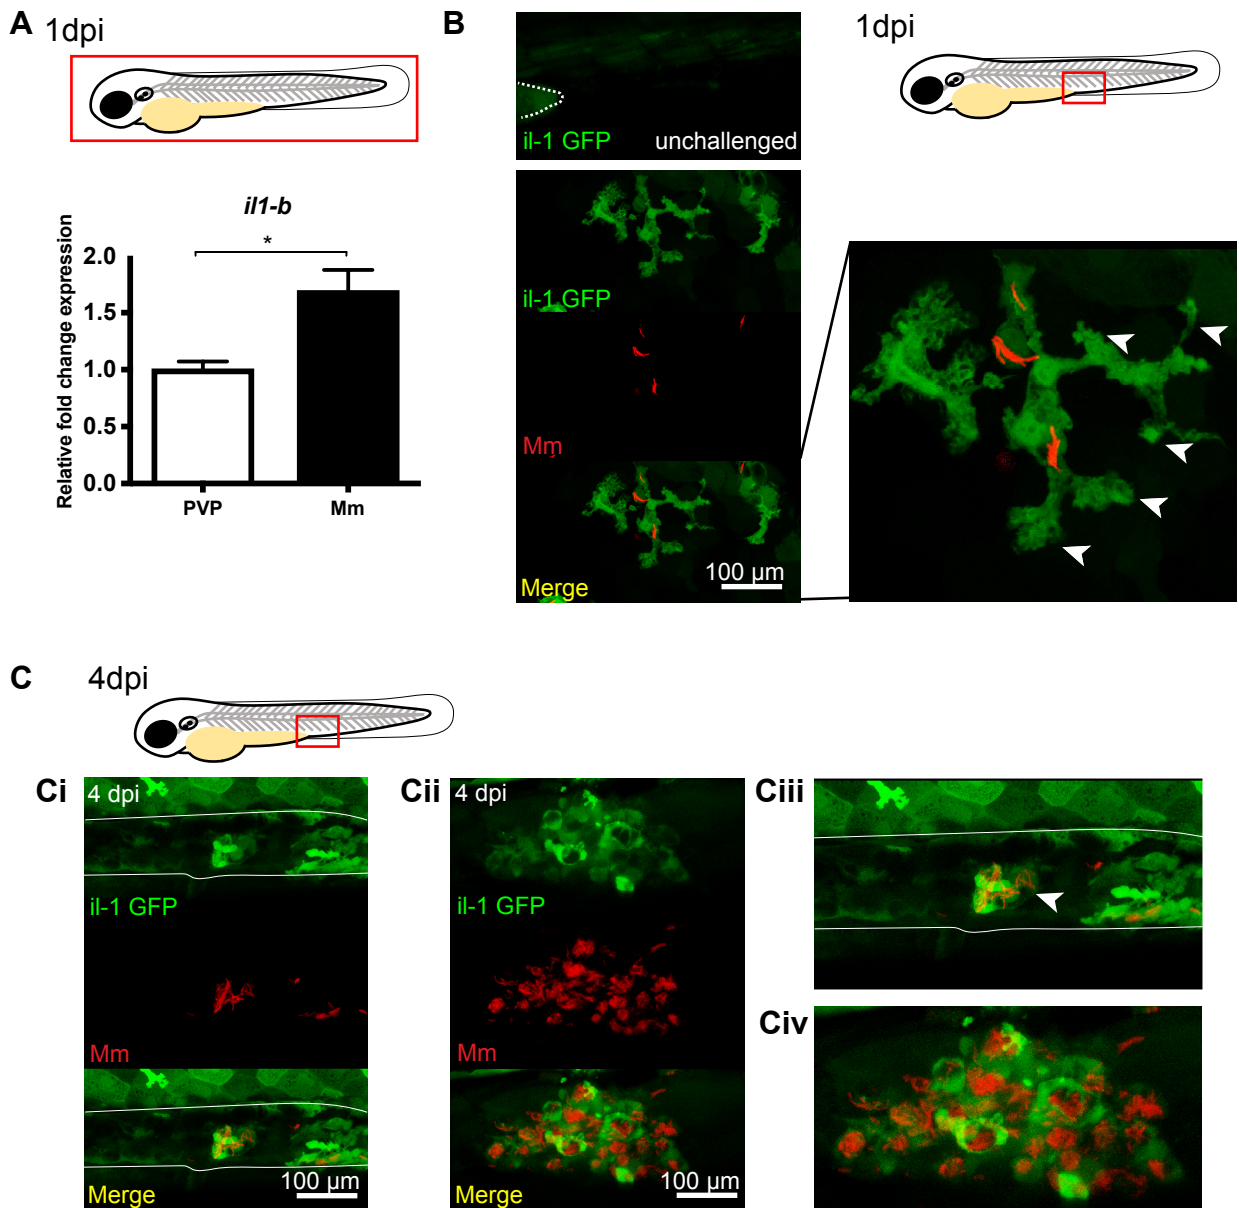 A 1dpi
il1-b
*
Relative fold change expression
2.0
1.5
1.0
0.5
0.0
PVP
Mm
B
1dpi
il-1 GFP
unchallenged
il-1 GFP
Mm
Merge
100 µm
C
4dpi
Ci
4 dpi
il-1 GFP
Mm
Merge
100 µm
Cii
4 dpi
il-1 GFP
Mm
Merge
100 µm
Ciii
Civ